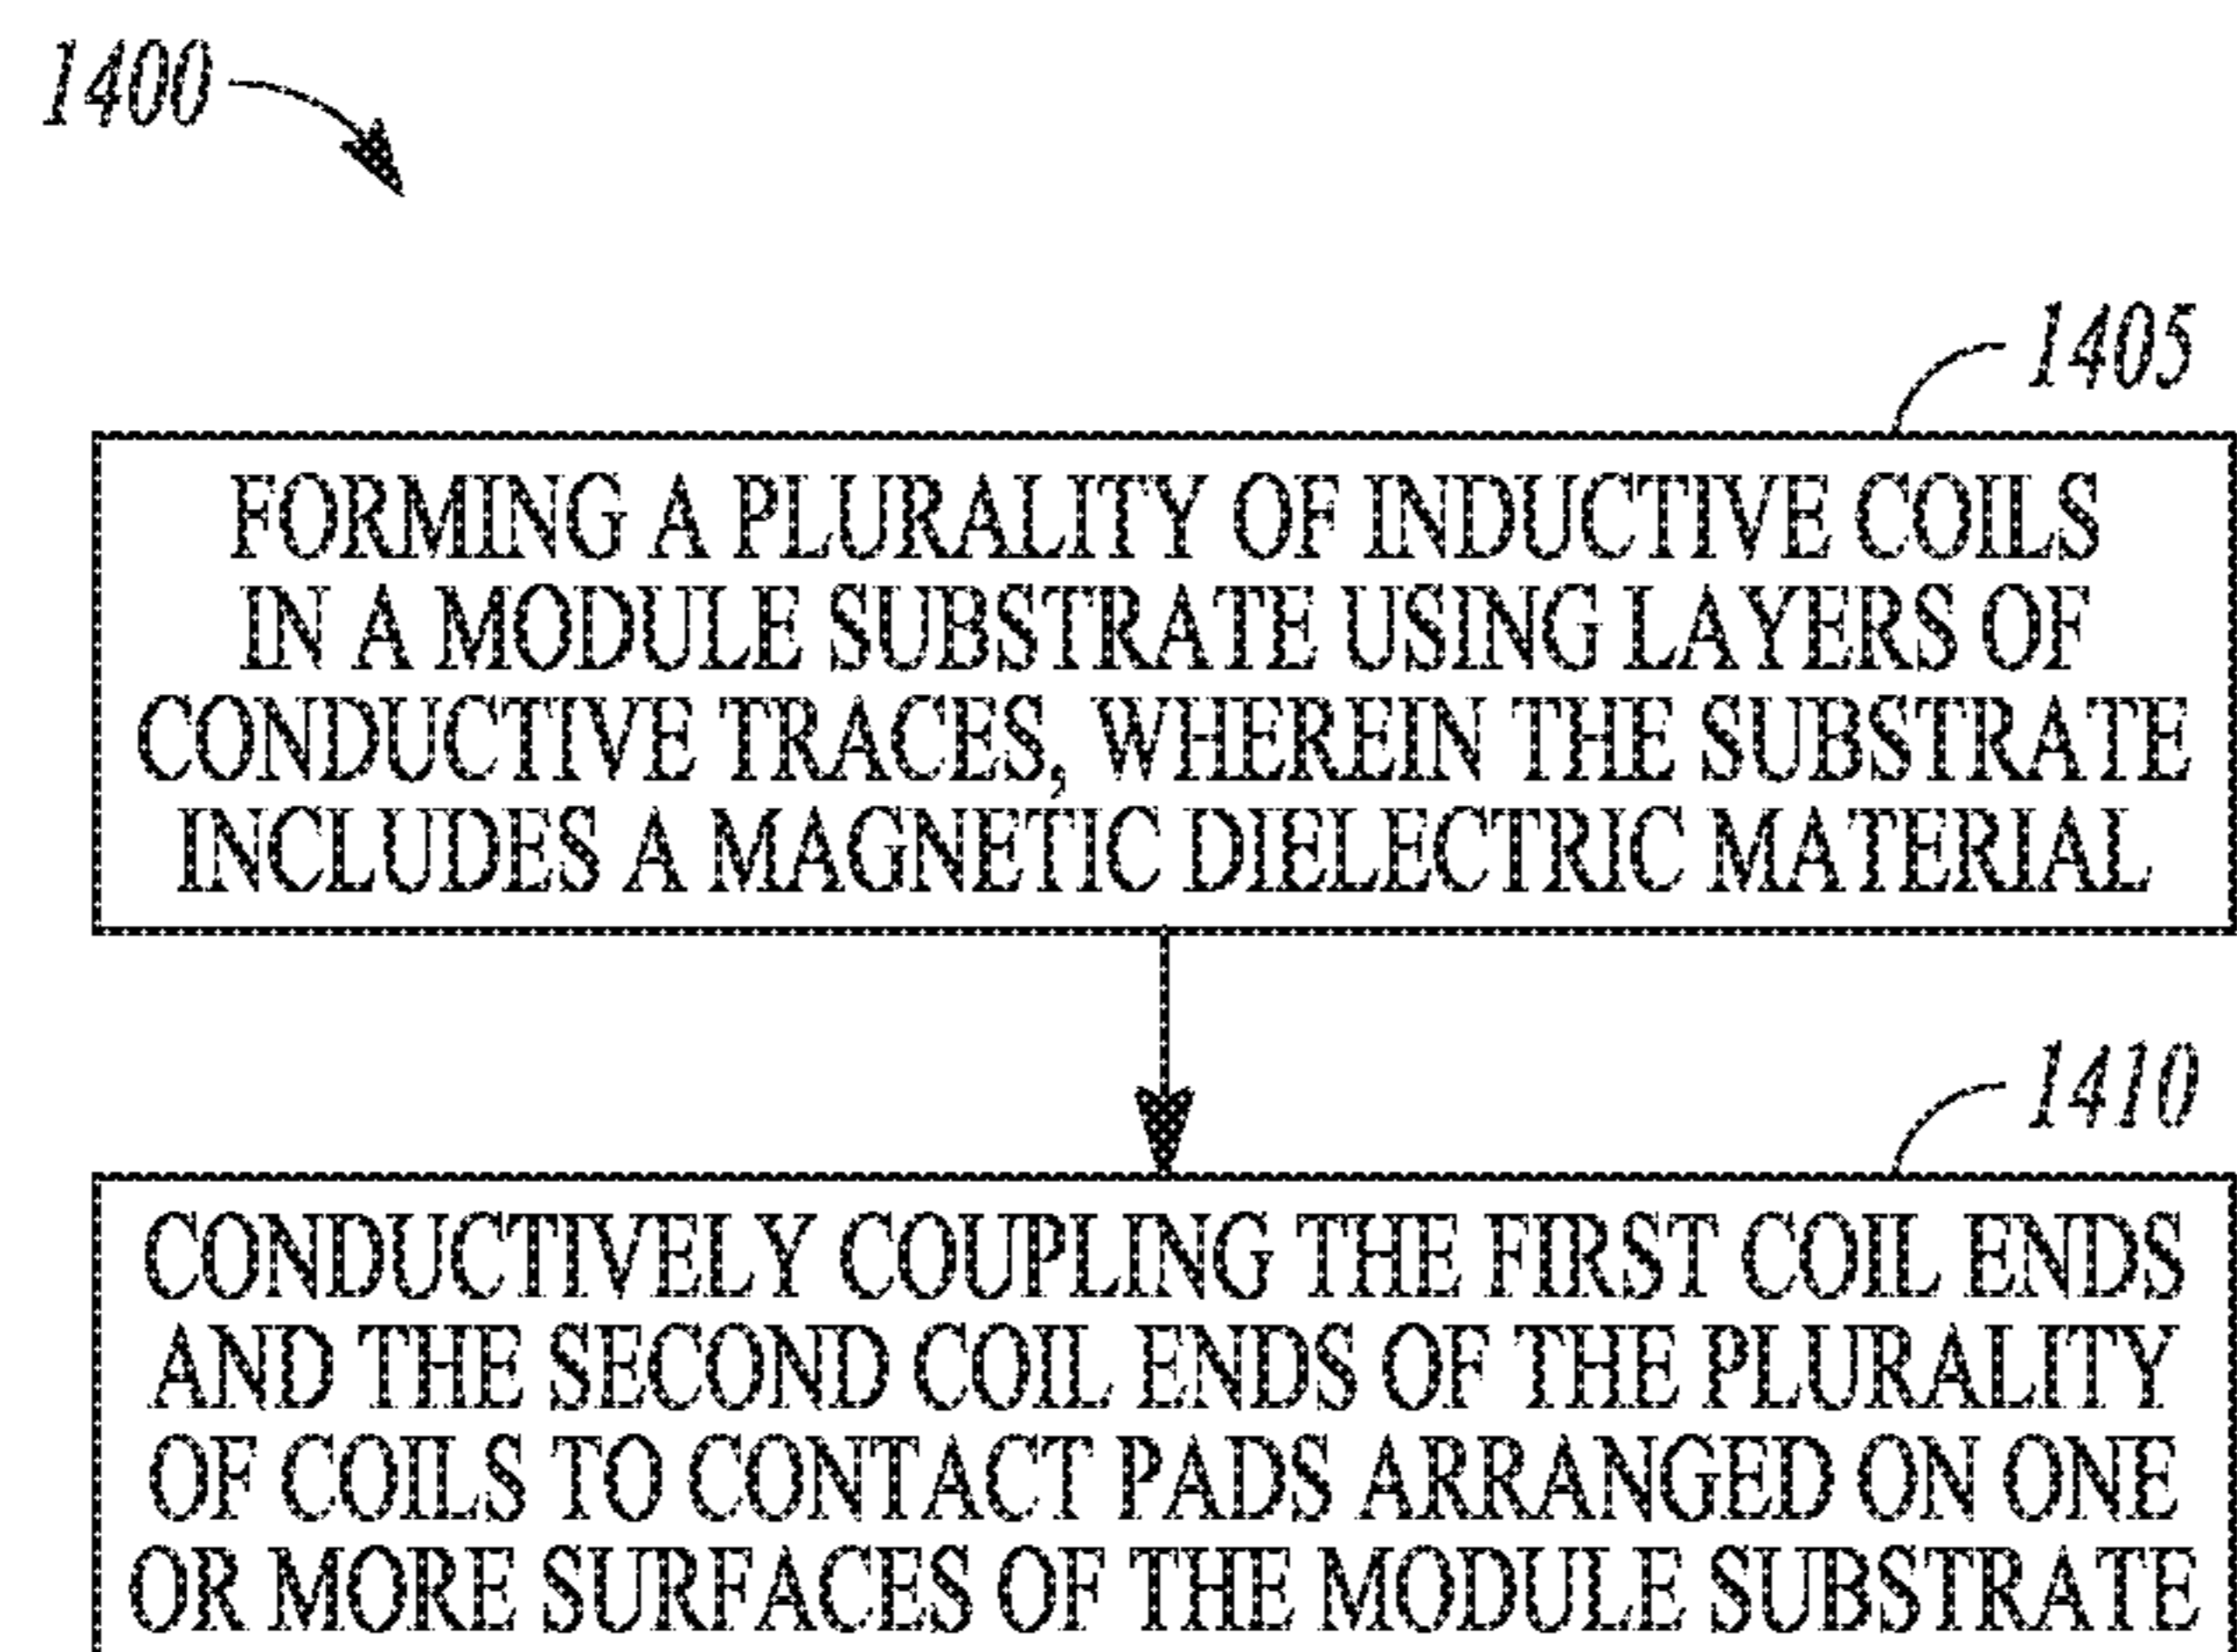 1400
1405
FORMING A PLURALITY OF INDUCTIVE COILS
IN A MODULE SUBSTRATE USING LAYERS OF
CONDUCTIVE TRACES, WHEREIN THE SUBSTRATE
INCLUDES A MAGNETIC DIELECTRIC MATERIAL
1410
CONDUCTIVELY COUPLING THE FIRST COIL ENDS
AND THE SECOND COIL ENDS OF THE PLURALITY
OF COILS TO CONTACT PADS ARRANGED ON ONE
OR MORE SURFACES OF THE MODULE SUBSTRATE